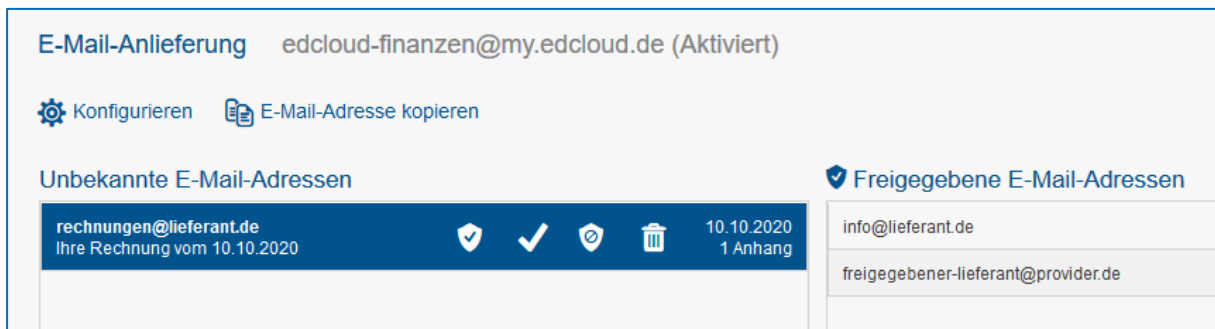 E-Mail-Anlieferung edcloud-finanzen@my.edcloud.de (Aktiviert)
Konfigurieren E-Mail-Adresse kopieren
Unbekannte E-Mail-Adressen
rechnungen@lieferant.de
Ihre Rechnung vom 10.10.2020
10.10.2020
1 Anhang
Freigegebene E-Mail-Adressen
info@lieferant.de
freigegebener-lieferant@provider.de